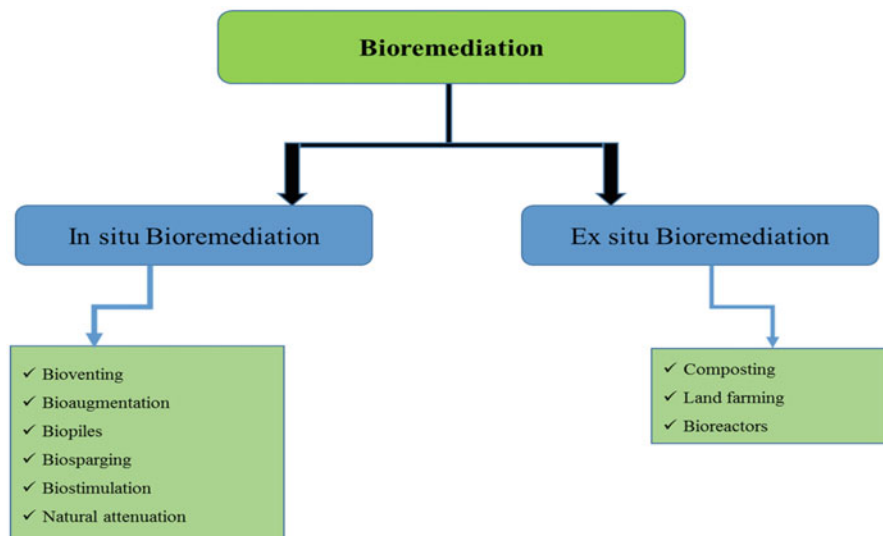 Bioremediation
In situ Bioremediation
Ex situ Bioremediation
✓ Bioventing
✓ Bioaugmentation
✓ Biopiles
✓ Biosparging
✓ Biostimulation
✓ Natural attenuation
✓ Composting
✓ Land farming
✓ Bioreactors